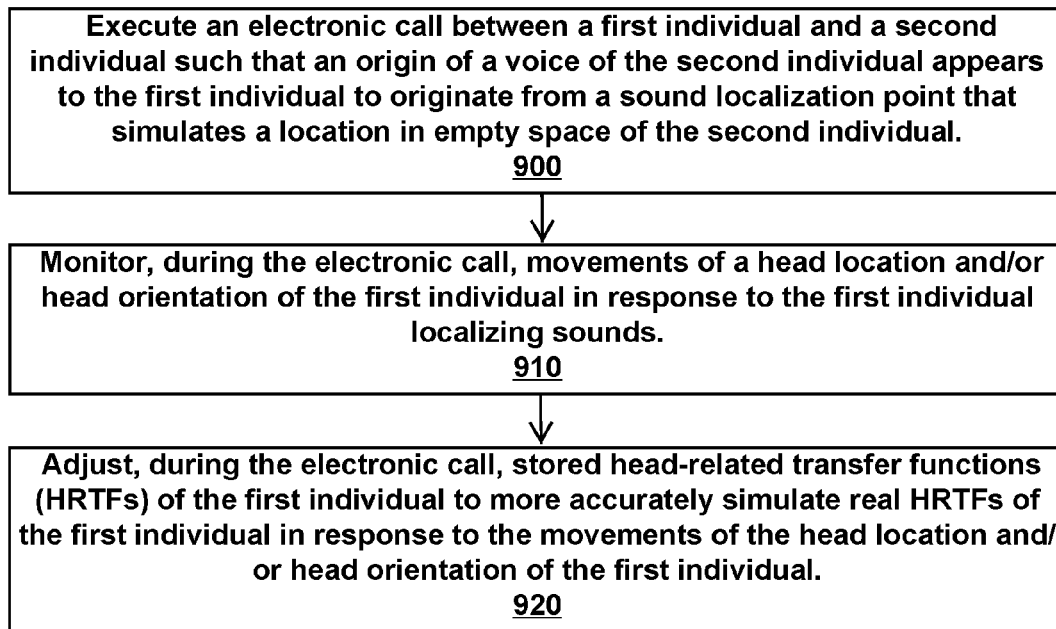 Execute an electronic call between a first individual and a second
individual such that an origin of a voice of the second individual appears
to the first individual to originate from a sound localization point that
simulates a location in empty space of the second individual.
900
Monitor, during the electronic call, movements of a head location and/or
head orientation of the first individual in response to the first individual
localizing sounds.
910
Adjust, during the electronic call, stored head-related transfer functions
(HRTFs) of the first individual to more accurately simulate real HRTFs of
the first individual in response to the movements of the head location and/
or head orientation of the first individual.
920